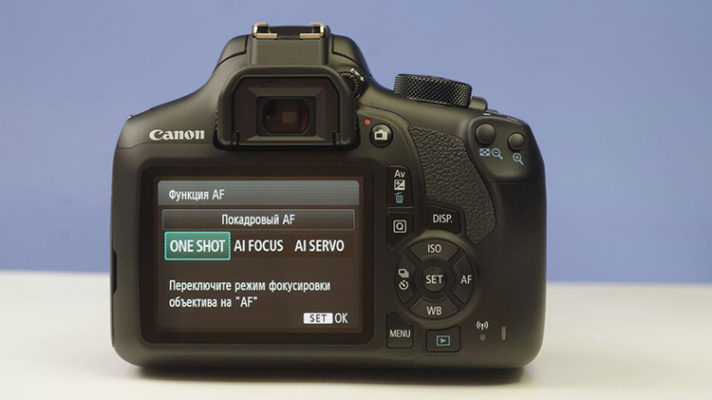 Canon
Функция AF
Покадровый AF
ONE SHOT AI FOCUS AI SERVO
Переключите режим фокусировки
объектива на "AF"
SET OK
Av
Q DISP.
ISO
SET AF
WB
MENU